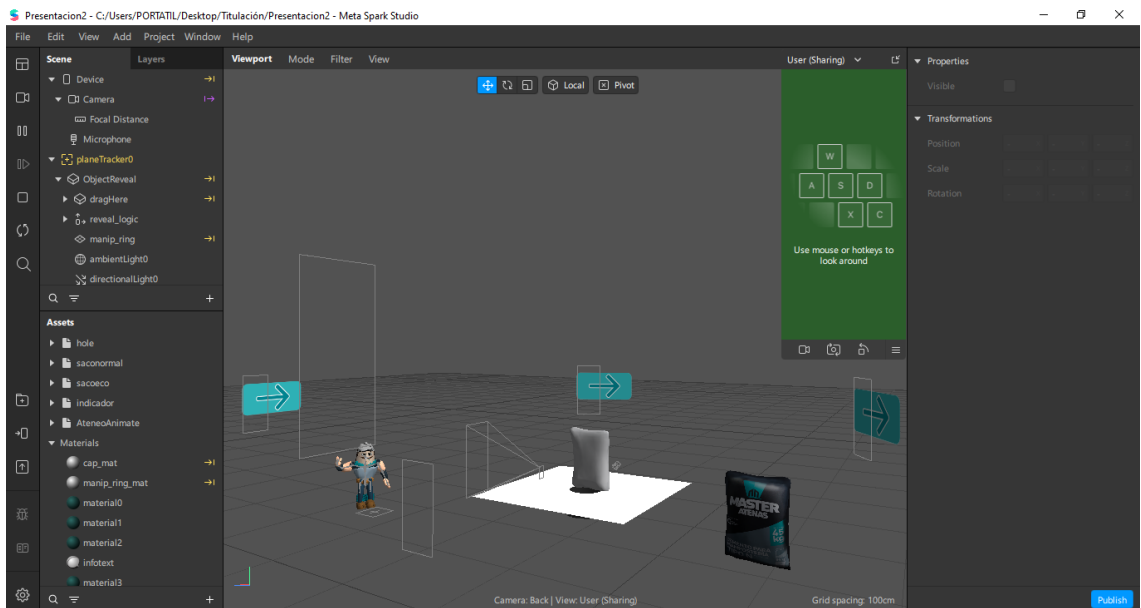 Presentacion2 - C:/Users/PORTATIL/Desktop/Titulación/Presentacion2 - Meta Spark Studio
File Edit View Add Project Window Help
Scene Layers
Device
Camera
Focal Distance
Microphone
planeTracker0
ObjectReveal
dragHere
reveal_logic
manip_ring
ambientLight0
directionalLight0
Assets
hole
saconormal
sacoeco
indicador
AteneoAnimate
Materials
cap_mat
manip_ring_mat
material0
material1
material2
infotext
material3
Viewport Mode Filter View
Local Pivot
User (Sharing)
W
A S D
X C
Use mouse or hotkeys to
look around
MASTER
ATENAS
Camera: Back | View: User (Sharing)
Grid spacing: 100cm
Properties
Visible
Transformations
Position
Scale
Rotation
Publish